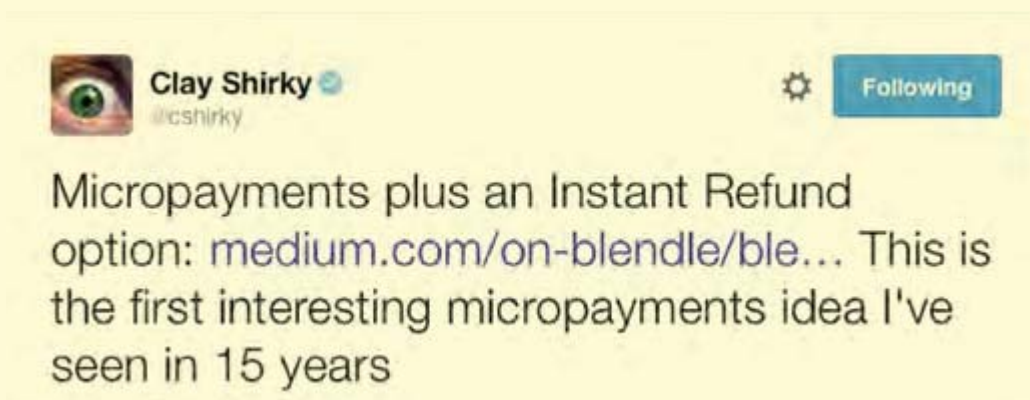 Clay Shirky
@cshirky
Following
Micropayments plus an Instant Refund
option: medium.com/on-blendle/ble... This is
the first interesting micropayments idea I've
seen in 15 years